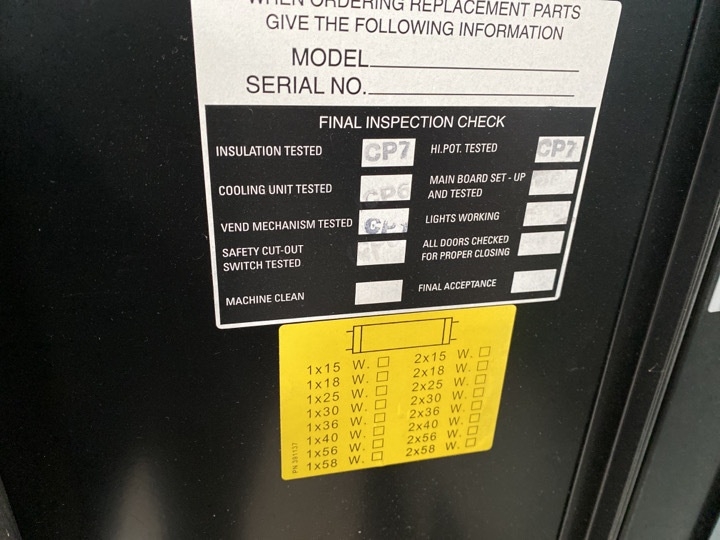 WHEN ORDERING REPLACEMENT PARTS
GIVE THE FOLLOWING INFORMATION
MODEL
SERIAL NO.
FINAL INSPECTION CHECK
INSULATION TESTED CP7 HI.POT. TESTED CP7
COOLING UNIT TESTED CP6 MAIN BOARD SET - UP
AND TESTED
VEND MECHANISM TESTED LIGHTS WORKING
SAFETY CUT-OUT
SWITCH TESTED ALL DOORS CHECKED
FOR PROPER CLOSING
MACHINE CLEAN FINAL ACCEPTANCE
1x15 W. 2x15 W.
1x18 W. 2x18 W.
1x25 W. 2x25 W.
1x30 W. 2x30 W.
1x36 W. 2x36 W.
1x40 W. 2x40 W.
1x56 W. 2x56 W.
1x58 W. 2x58 W.
PN 391137